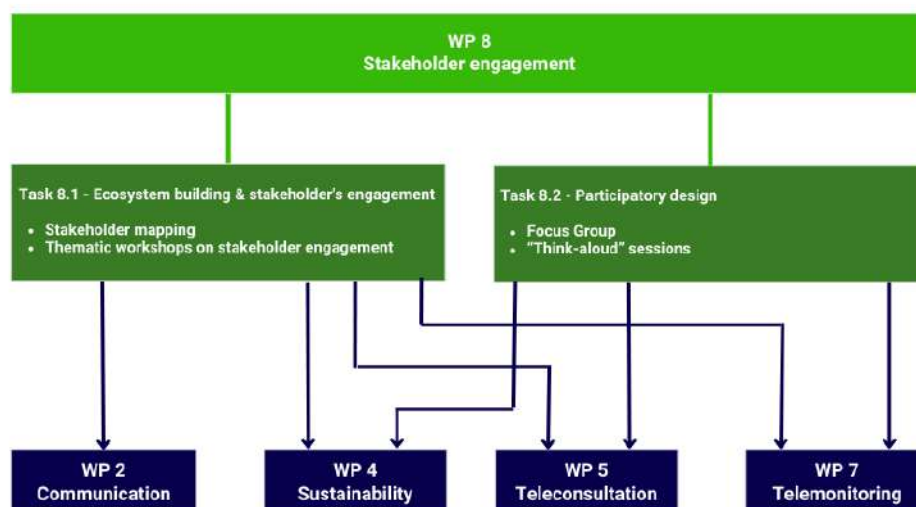 WP 8
Stakeholder engagement
Task 8.1 - Ecosystem building & stakeholder's engagement
• Stakeholder mapping
• Thematic workshops on stakeholder engagement
Task 8.2 - Participatory design
• Focus Group
• "Think-aloud" sessions
WP 2
Communication
WP 4
Sustainability
WP 5
Teleconsultation
WP 7
Telemonitoring